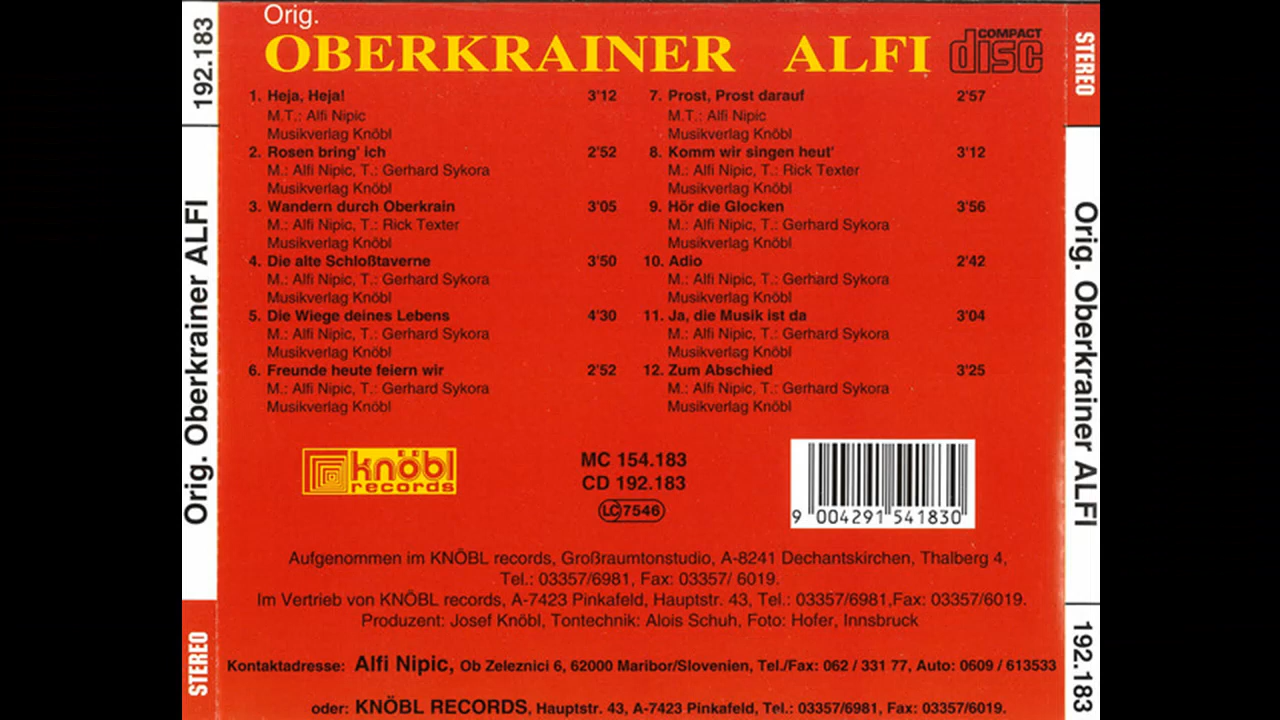 Orig.
OBERKRAINER ALFI
COMPACT
disc
1. Heja, Heja! 3'12
M.T.: Alfi Nipic
Musikverlag Knöbl
2. Rosen bring' ich 2'52
M.: Alfi Nipic, T.: Gerhard Sykora
Musikverlag Knöbl
3. Wandern durch Oberkrain 3'05
M.: Alfi Nipic, T.: Rick Texter
Musikverlag Knöbl
4. Die alte Schloßtaverne 3'50
M.: Alfi Nipic, T.: Gerhard Sykora
Musikverlag Knöbl
5. Die Wiege deines Lebens 4'30
M.: Alfi Nipic, T.: Gerhard Sykora
Musikverlag Knöbl
6. Freunde heute feiern wir 2'52
M.: Alfi Nipic, T.: Gerhard Sykora
Musikverlag Knöbl
7. Prost, Prost darauf 2'57
M.T.: Alfi Nipic
Musikverlag Knöbl
8. Komm wir singen heut' 3'12
M.: Alfi Nipic, T.: Rick Texter
Musikverlag Knöbl
9. Hör die Glocken 3'56
M.: Alfi Nipic, T.: Gerhard Sykora
Musikverlag Knöbl
10. Adio 2'42
M.: Alfi Nipic, T.: Gerhard Sykora
Musikverlag Knöbl
11. Ja, die Musik ist da 3'04
M.: Alfi Nipic, T.: Gerhard Sykora
Musikverlag Knöbl
12. Zum Abschied 3'25
M.: Alfi Nipic, T.: Gerhard Sykora
Musikverlag Knöbl
knöbl
records
MC 154.183
CD 192.183
LC 7546
9 004291 541830
Aufgenommen im KNÖBL records, Großraumtonstudio, A-8241 Dechantskirchen, Thalberg 4,
Tel.: 03357/6981, Fax: 03357/ 6019.
Im Vertrieb von KNÖBL records, A-7423 Pinkafeld, Hauptstr. 43, Tel.: 03357/6981,Fax: 03357/6019.
Produzent: Josef Knöbl, Tontechnik: Alois Schuh, Foto: Hofer, Innsbruck
Kontaktadresse: Alfi Nipic, Ob Zeleznici 6, 62000 Maribor/Slovenien, Tel./Fax: 062 / 331 77, Auto: 0609 / 613533
oder: KNÖBL RECORDS, Hauptstr. 43, A-7423 Pinkafeld, Tel.: 03357/6981, Fax: 03357/6019.
192.183
Orig. Oberkrainer ALFI
STEREO
STEREO
Orig. Oberkrainer ALFI
192.183